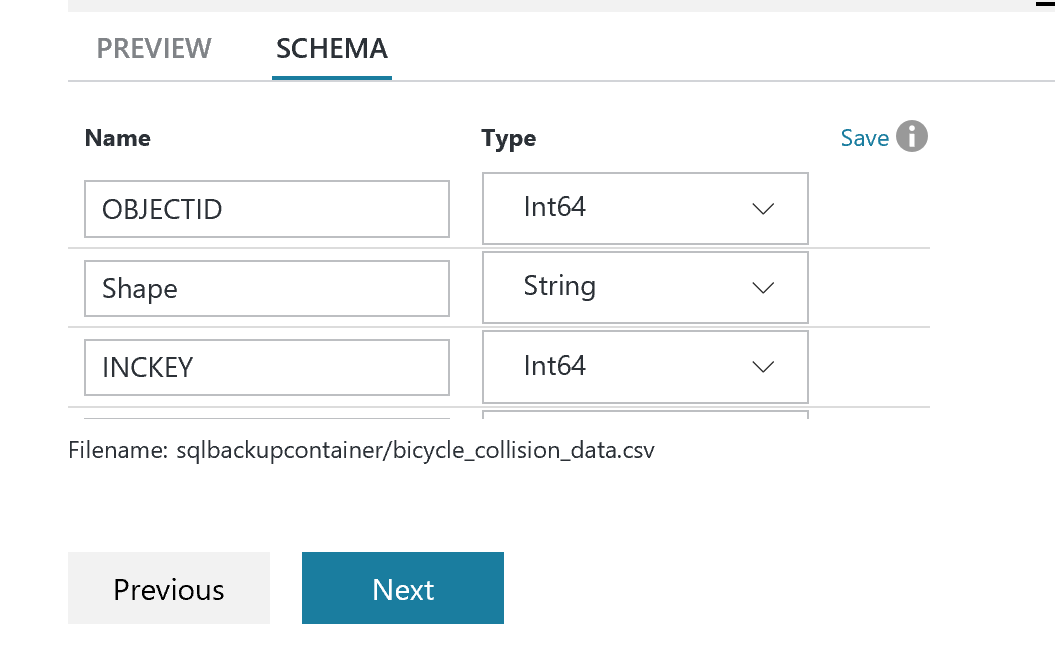 PREVIEW SCHEMA
Name Type Save
OBJECTID Int64
Shape String
INCKEY Int64
Filename: sqlbackupcontainer/bicycle_collision_data.csv
Previous Next